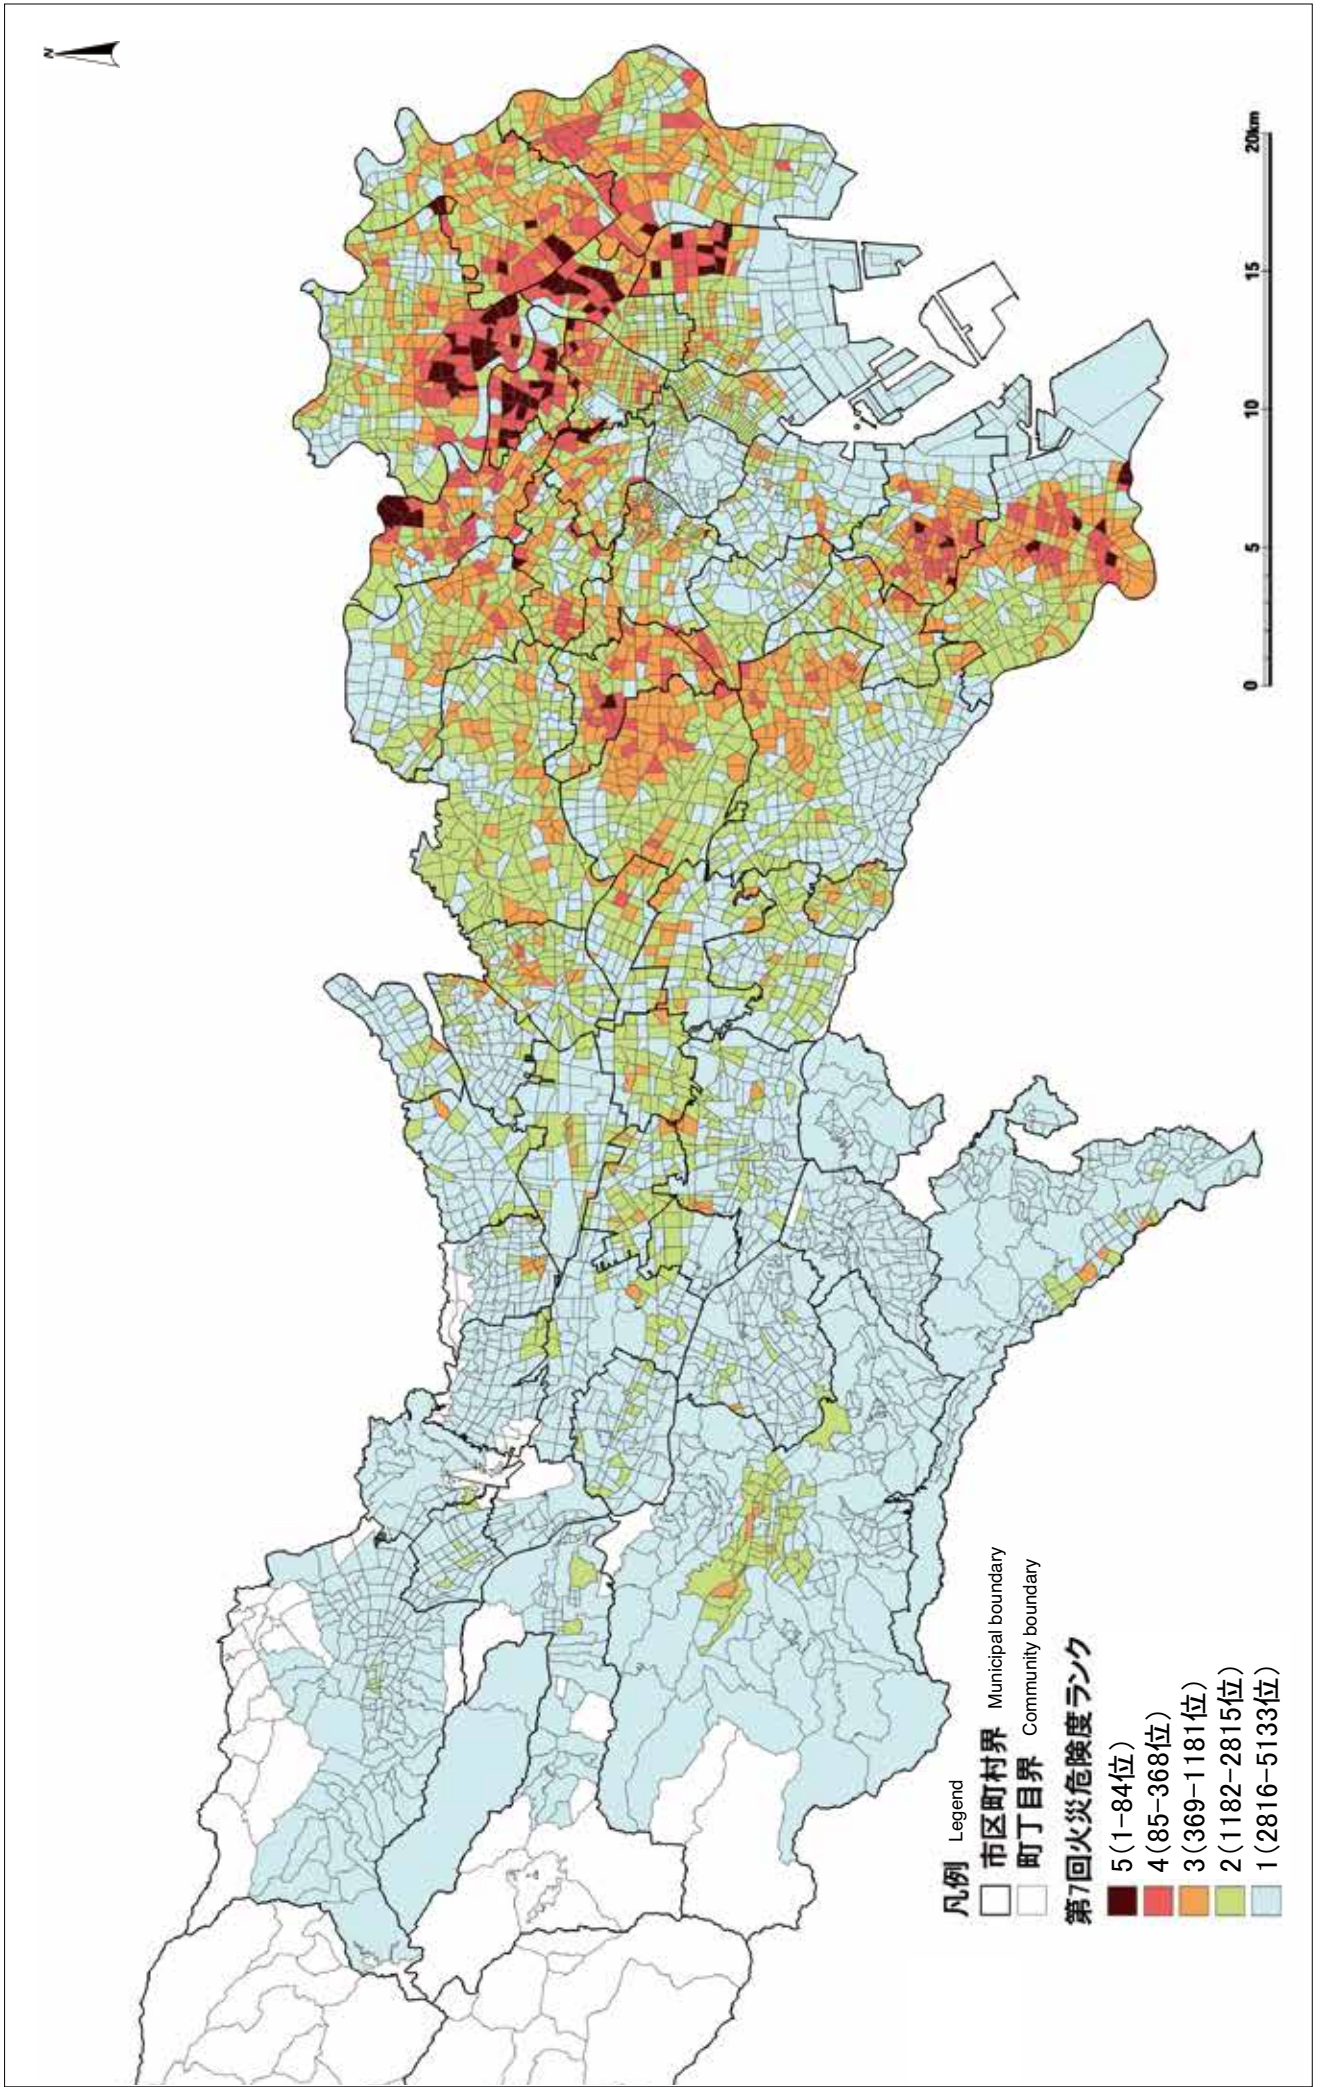 N
20km
15
10
5
0
凡例 Legend
市区町村界 Municipal boundary
町丁目界 Community boundary
第7回火災危険度ランク
5(1-84位)
4(85-368位)
3(369-1181位)
2(1182-2815位)
1(2816-5133位)